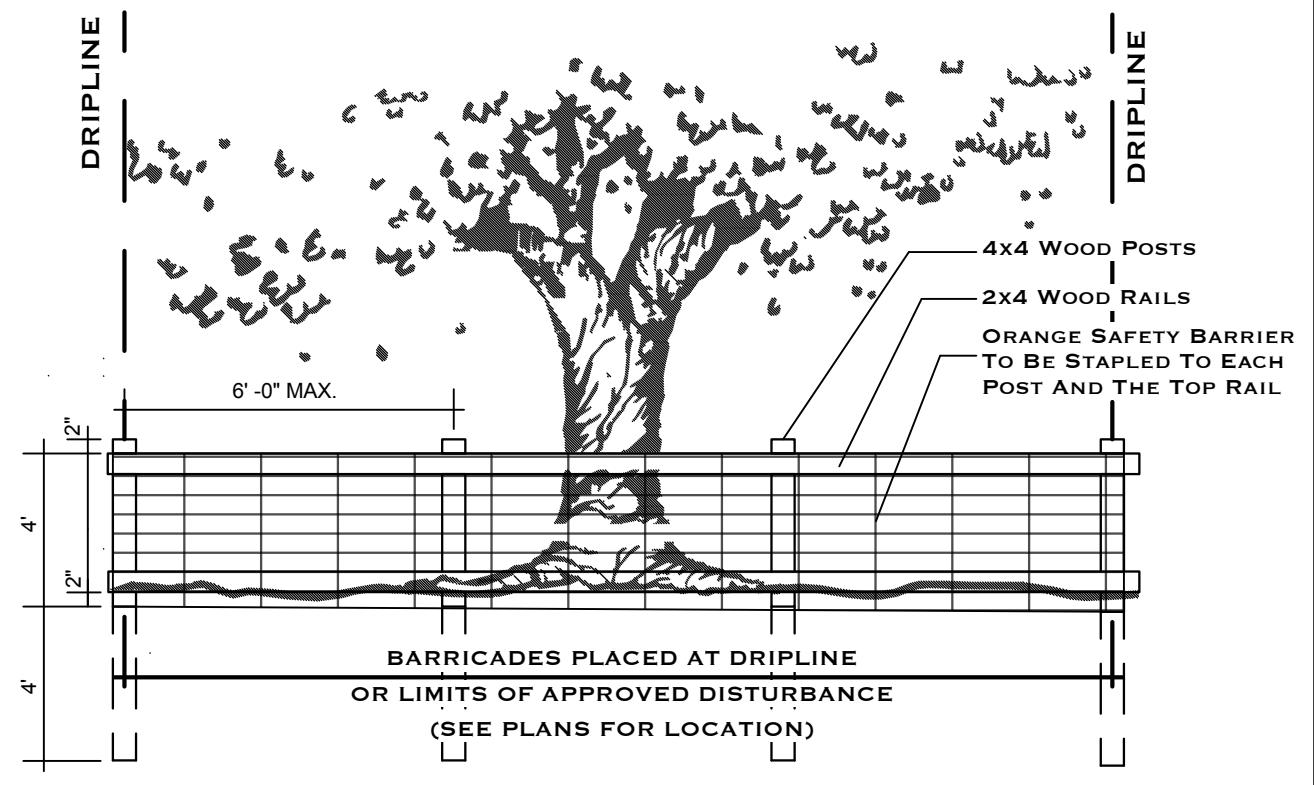 DRIPLINE
DRIPLINE
4x4 WOOD POSTS
2x4 WOOD RAILS
ORANGE SAFETY BARRIER
TO BE STAPLED TO EACH
POST AND THE TOP RAIL
6' -0" MAX.
2"
4'
2"
4'
BARRICADES PLACED AT DRIPLINE
OR LIMITS OF APPROVED DISTURBANCE
(SEE PLANS FOR LOCATION)